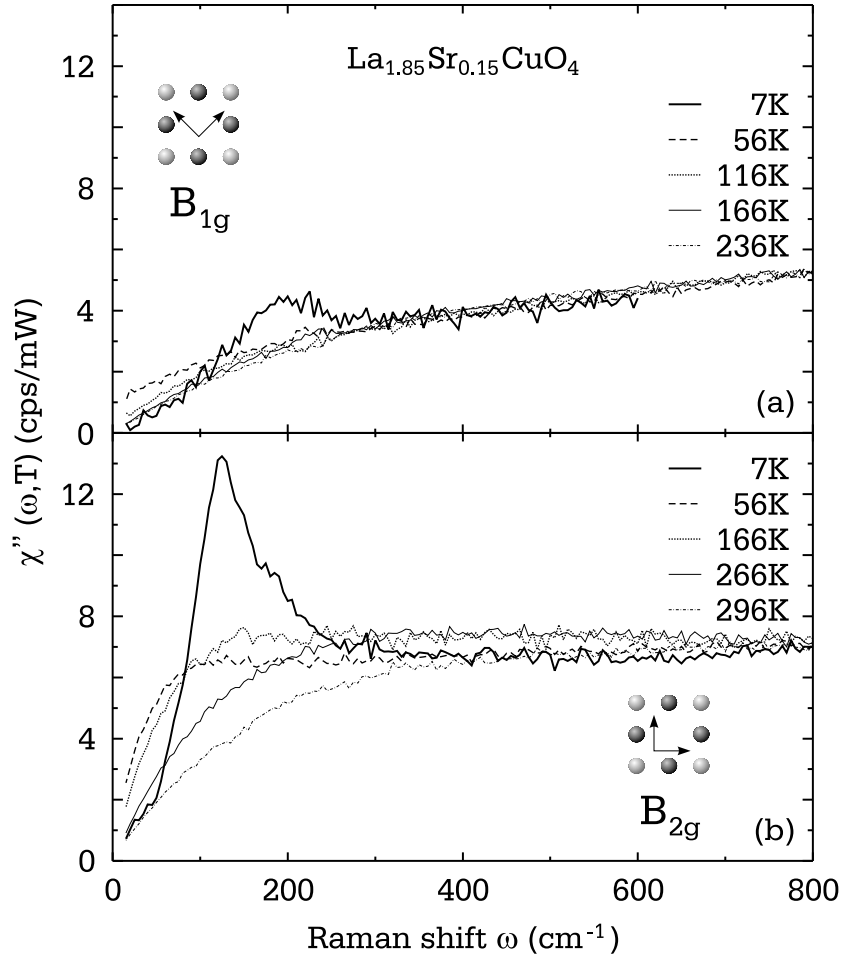 La1.85Sr0.15CuO4
12
8
4
0
B1g
7K
56K
116K
166K
236K
(a)
χ” (ω,T) (cps/mW)
12
8
4
0
7K
56K
166K
266K
296K
B2g
(b)
0 200 400 600 800
Raman shift ω (cm-1)